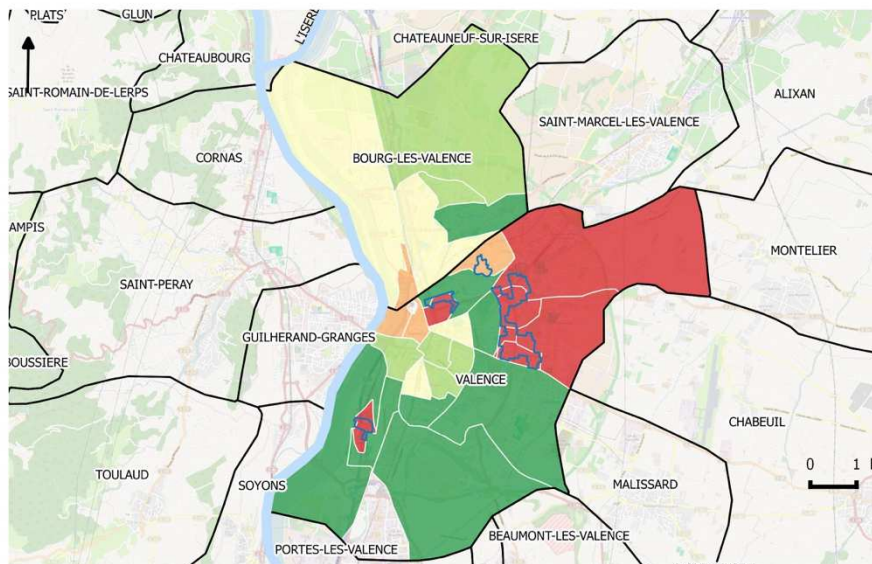 PLATS
GLUN
L'ISERE
CHATEAUNEUF-SUR-ISERE
CHATEAUBOURG
SAINT-ROMAIN-DE-LERPS
ALIXAN
SAINT-MARCEL-LES-VALENCE
CORNAS
BOURG-LES-VALENCE
AMPIS
MONTELIER
SAINT-PERAY
GUILHERAND-GRANGES
BOUSSIERE
VALENCE
CHABEUIL
TOULAUD
SOYONS
MALISSARD
0 1
BEAUMONT-LES-VALENCE
PORTES-LES-VALENCE